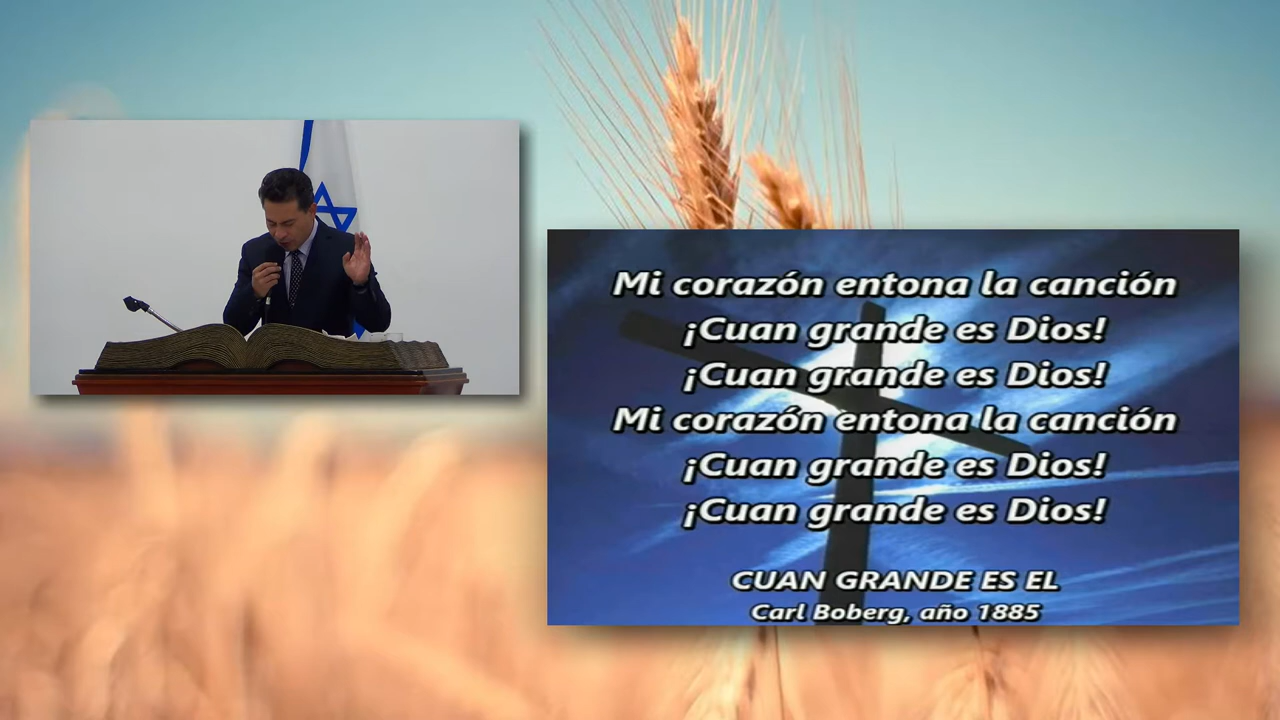 Mi corazón entona la canción
¡Cuan grande es Dios!
¡Cuan grande es Dios!
Mi corazón entona la canción
¡Cuan grande es Dios!
¡Cuan grande es Dios!
CUAN GRANDE ES EL
Carl Boberg, año 1885